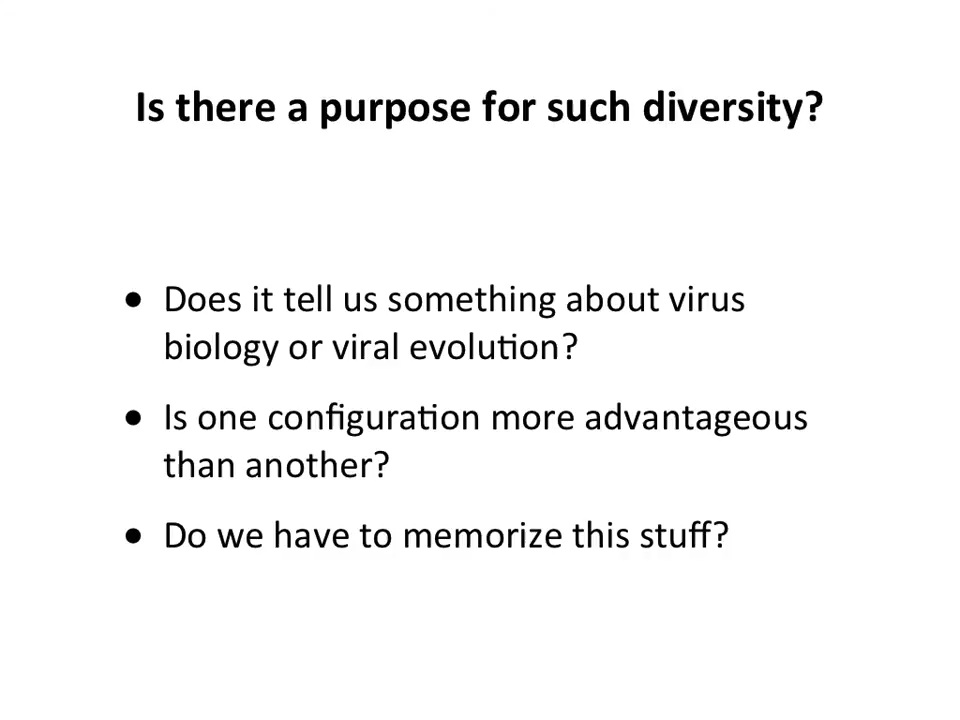 Is there a purpose for such diversity?
• Does it tell us something about virus
biology or viral evolution?
• Is one configuration more advantageous
than another?
• Do we have to memorize this stuff?